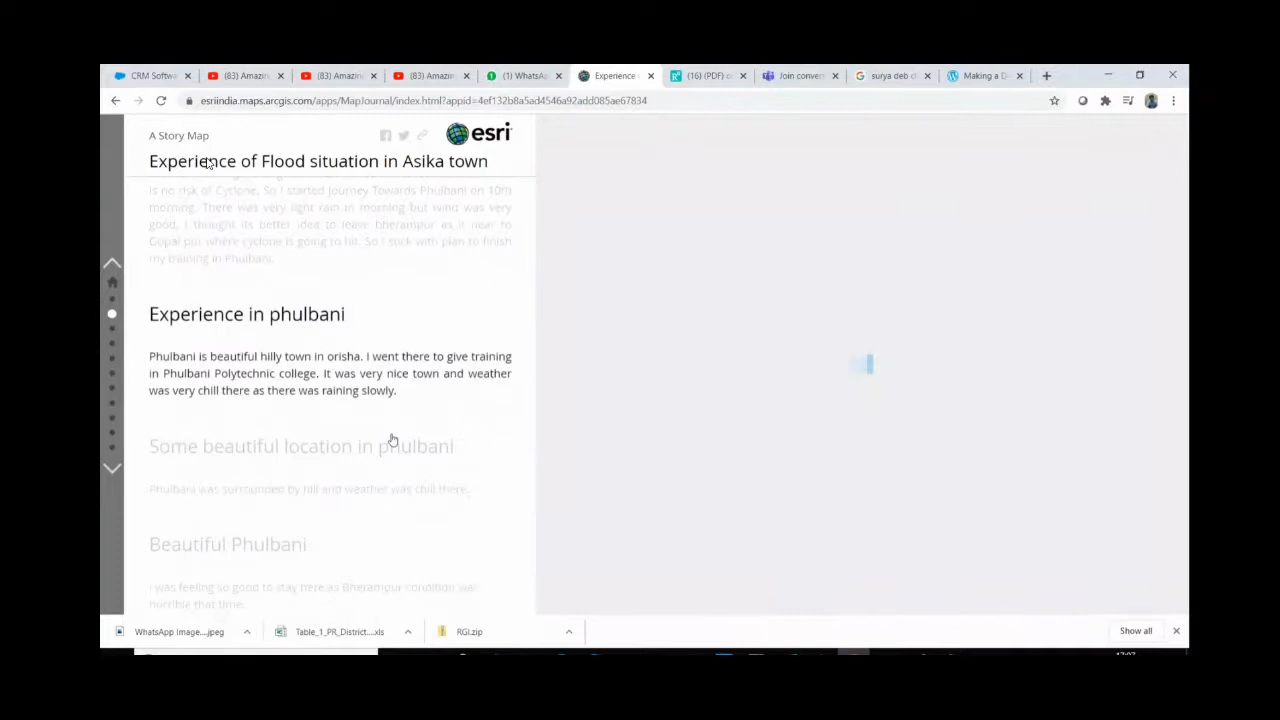 CRM Softwa
(83) Amazin
(83) Amazin
(83) Amazin
(1) WhatsAp
Experience
(16) (PDF) c
Join conver
surya deb c
Making a D
esriindia.maps.arcgis.com/apps/MapJournal/index.html?appid=4ef132b8a5ad4546a92add085ae67834
A Story Map
esri
Experience of Flood situation in Asika town
is no risk of Cyclone. So I started Journey Towards Phulbani on 10th
morning. There was very light rain in morning but wind was very
good. I thought its better idea to leave bherampur as it near to
Gopal pur where cyclone is going to hit. So I stick with plan to finish
my training in Phulbani.
Experience in phulbani
Phulbani is beautiful hilly town in orisha. I went there to give training
in Phulbani Polytechnic college. It was very nice town and weather
was very chill there as there was raining slowly.
Some beautiful location in phulbani
Phulbani was surrounded by hill and weather was chill there.
Beautiful Phulbani
I was feeling so good to stay here as Bherampur condition was
horrible that time.
WhatsApp Image....jpeg
Table_1_PR_District....xls
RGI.zip
Show all